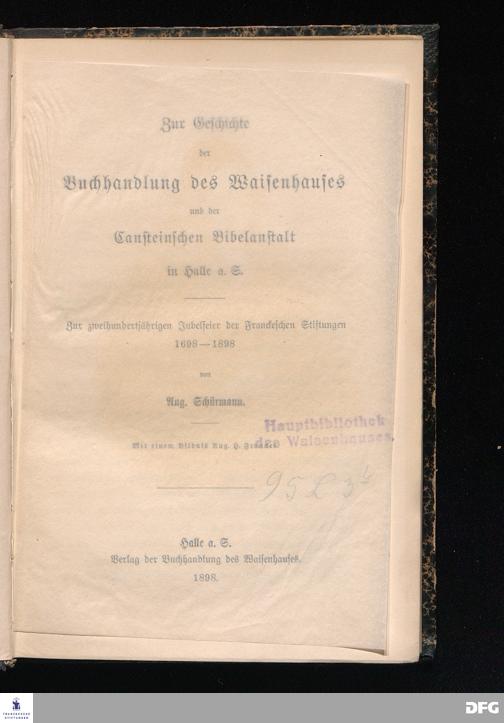 Zur Geschichte
der
Buchhandlung des Waisenhauses
und der
Cansteinschen Bibelanstalt
in Halle a. S.
Zur zweihundertjährigen Jubelfeier der Franckeschen Stiftungen
1698—1898
von
Aug. Schürmann.
Hauptbibliothek
des Waisenhauses.
Mit einem Bildnis Aug. H. Franckes.
95 L 3
Halle a. S.
Verlag der Buchhandlung des Waisenhauses.
1898.
FRANCKESCHE
STIFTUNGEN
DFG